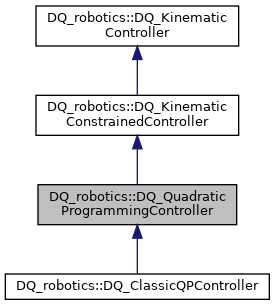 DQ_robotics::DQ_Kinematic
Controller
DQ_robotics::DQ_Kinematic
ConstrainedController
DQ_robotics::DQ_Quadratic
ProgrammingController
DQ_robotics::DQ_ClassicQPController